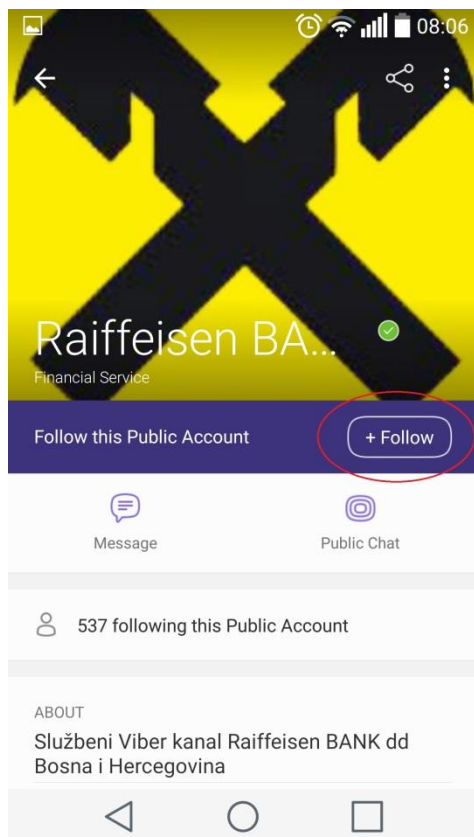 08:06
Raiffeisen BA...
Financial Service
Follow this Public Account
+ Follow
Message
Public Chat
537 following this Public Account
ABOUT
Službeni Viber kanal Raiffeisen BANK dd
Bosna i Hercegovina